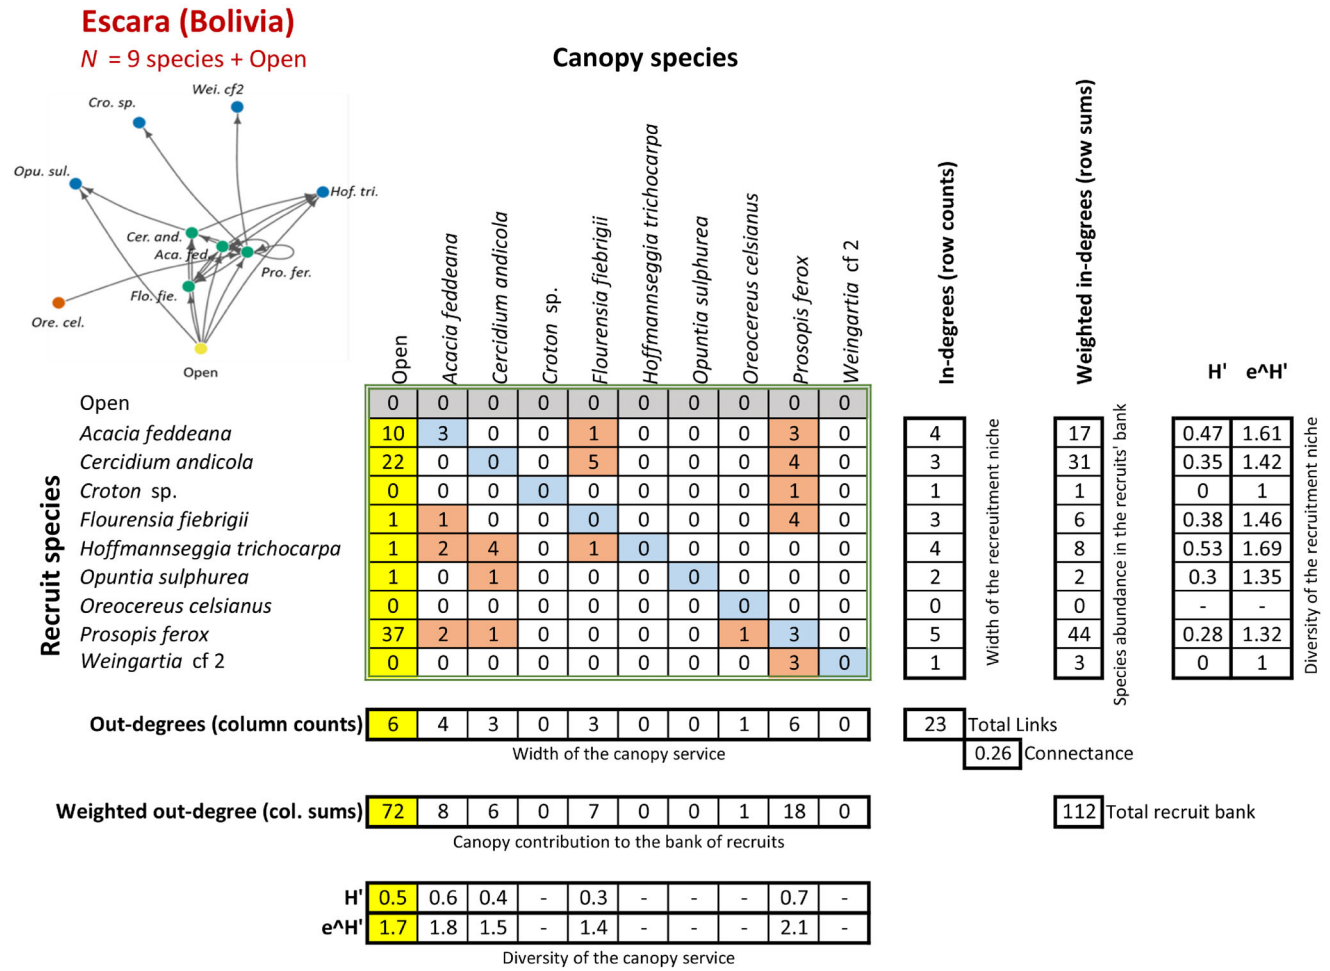 Escara (Bolivia)
N = 9 species + Open
Canopy species
Wei. cf2
Cro. sp.
Opu. sul.
Hof. tri.
Cer. and.
Aca. fed.
Pro. fer.
Flo. fie.
Ore. cel.
Open
Open
Acacia feddeana
Cercidium andicola
Croton sp.
Flourensia fiebrigii
Hoffmannseggia trichocarpa
Opuntia sulphurea
Oreocereus celsianus
Prosopis ferox
Weingartia cf 2
In-degrees (row counts)
Weighted in-degrees (row sums)
H' e^H'
Recruit species
Open 0 0 0 0 0 0 0 0 0 0
Acacia feddeana 10 3 0 0 1 0 0 0 3 0 4 17 0.47 1.61
Cercidium andicola 22 0 0 0 5 0 0 0 4 0 3 31 0.35 1.42
Croton sp. 0 0 0 0 0 0 0 0 1 0 1 1 0 1
Flourensia fiebrigii 1 1 0 0 0 0 0 0 4 0 3 6 0.38 1.46
Hoffmannseggia trichocarpa 1 2 4 0 1 0 0 0 0 0 4 8 0.53 1.69
Opuntia sulphurea 1 0 1 0 0 0 0 0 0 0 2 2 0.3 1.35
Oreocereus celsianus 0 0 0 0 0 0 0 0 0 0 0 0 - -
Prosopis ferox 37 2 1 0 0 0 0 1 3 0 5 44 0.28 1.32
Weingartia cf 2 0 0 0 0 0 0 0 0 3 0 1 3 0 1
Width of the recreuitment niche
Species abundance in the recruits' bank
Diversity of the recruitment niche
Out-degrees (column counts) 6 4 3 0 3 0 0 1 6 0 23 Total Links
Width of the canopy service
0.26 Connectance
Weighted out-degree (col. sums) 72 8 6 0 7 0 0 1 18 0 112 Total recruit bank
Canopy contribution to the bank of recruits
H' 0.5 0.6 0.4 - 0.3 - - - 0.7 -
e^H' 1.7 1.8 1.5 - 1.4 - - - 2.1 -
Diversity of the canopy service